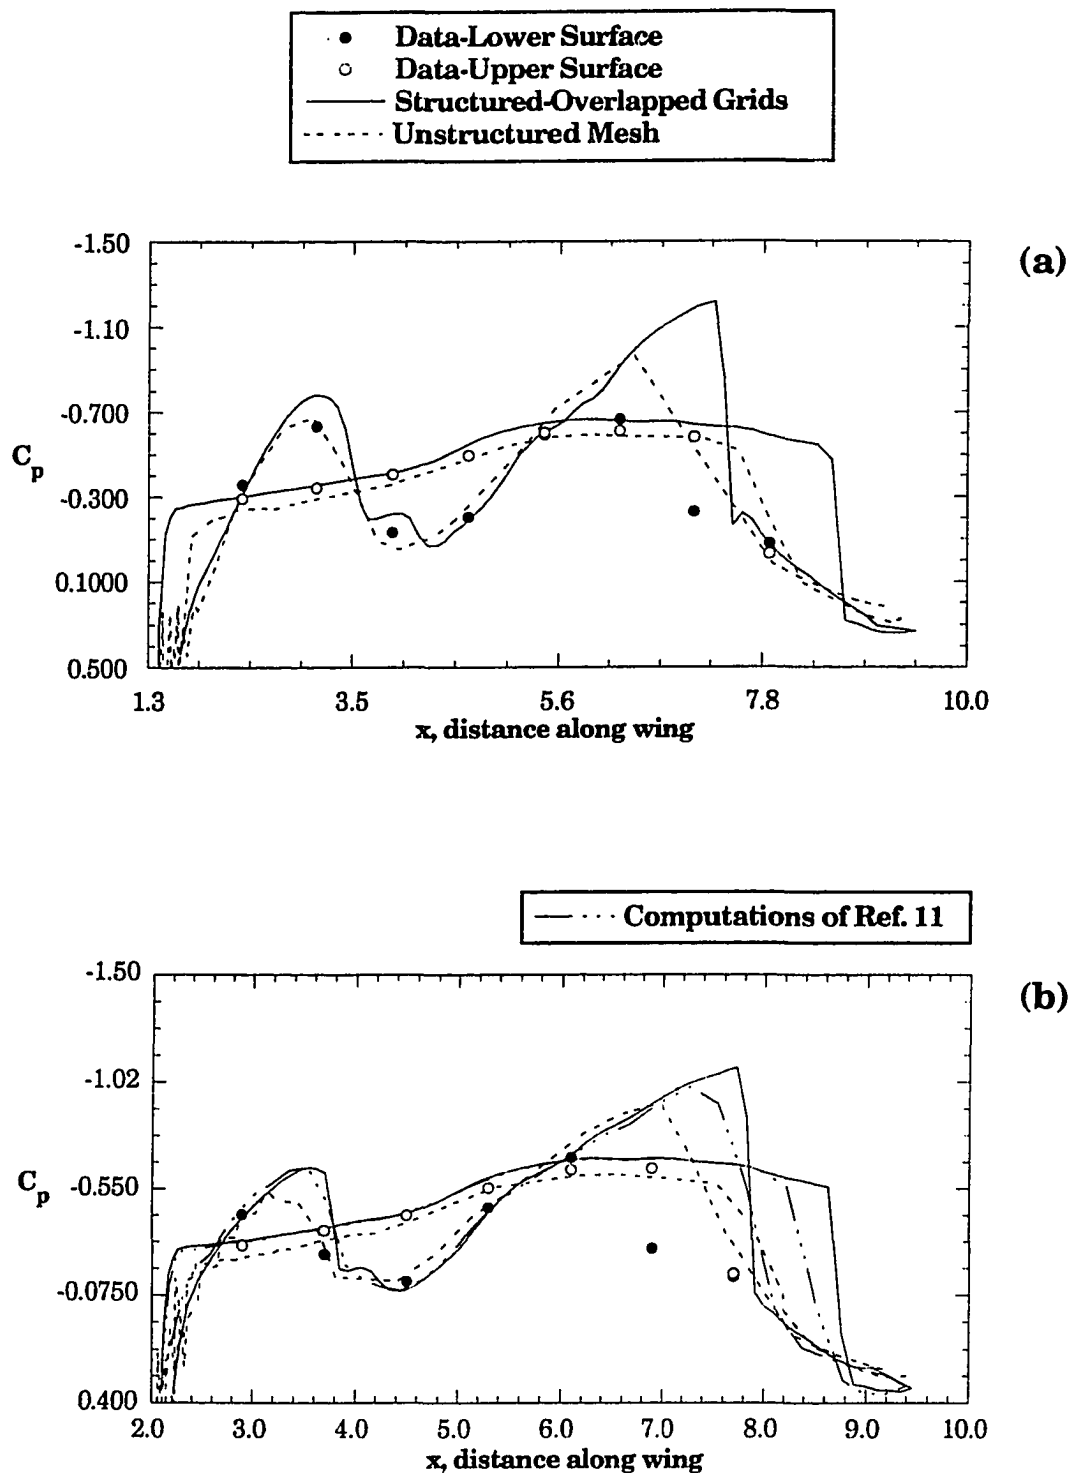 Data-Lower Surface
Data-Upper Surface
Structured-Overlapped Grids
Unstructured Mesh
(a)
-1.50
-1.10
-0.700
-0.300
0.1000
0.500
Cp
1.3 3.5 5.6 7.8 10.0
x, distance along wing
Computations of Ref. 11
(b)
-1.50
-1.02
-0.550
-0.0750
0.400
Cp
2.0 3.0 4.0 5.0 6.0 7.0 8.0 9.0 10.0
x, distance along wing